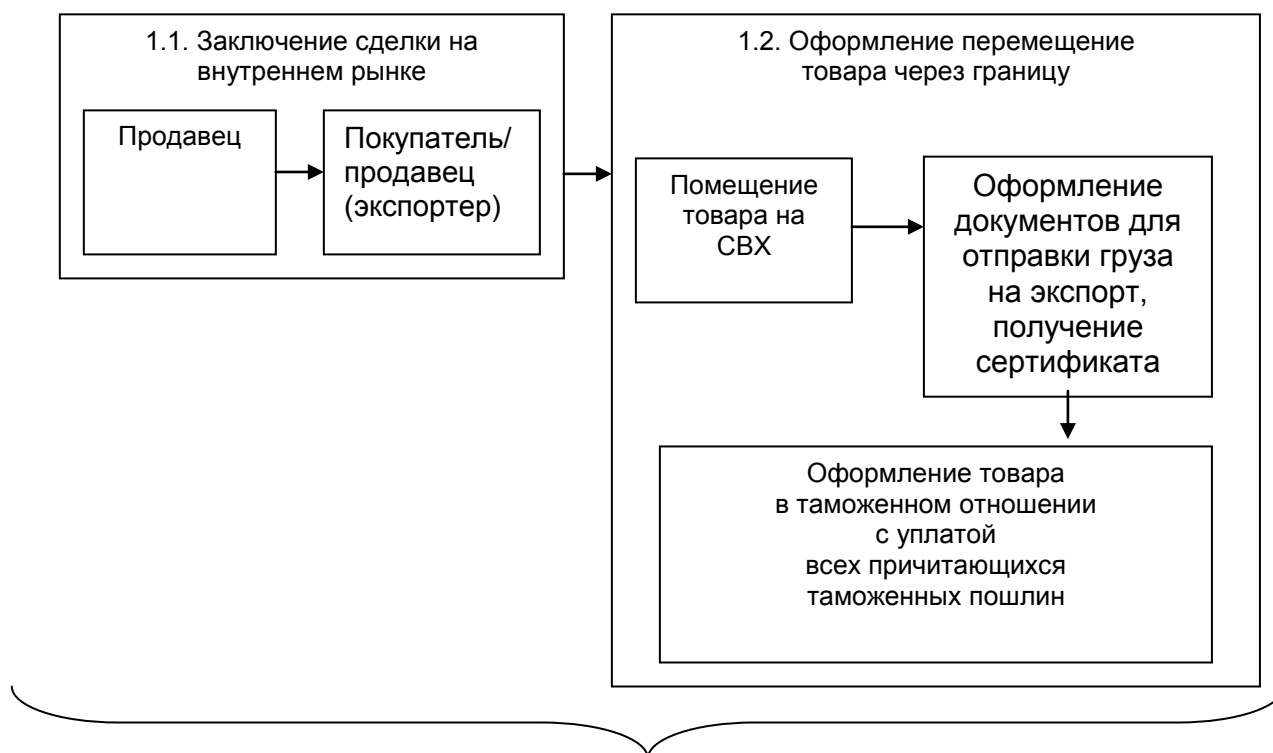 1.1. Заключение сделки на
внутреннем рынке
Продавец
Покупатель/
продавец
(экспортер)
1.2. Оформление перемещение
товара через границу
Помещение
товара на
СВХ
Оформление
документов для
отправки груза
на экспорт,
получение
сертификата
Оформление товара
в таможенном отношении
с уплатой
всех причитающихся
таможенных пошлин